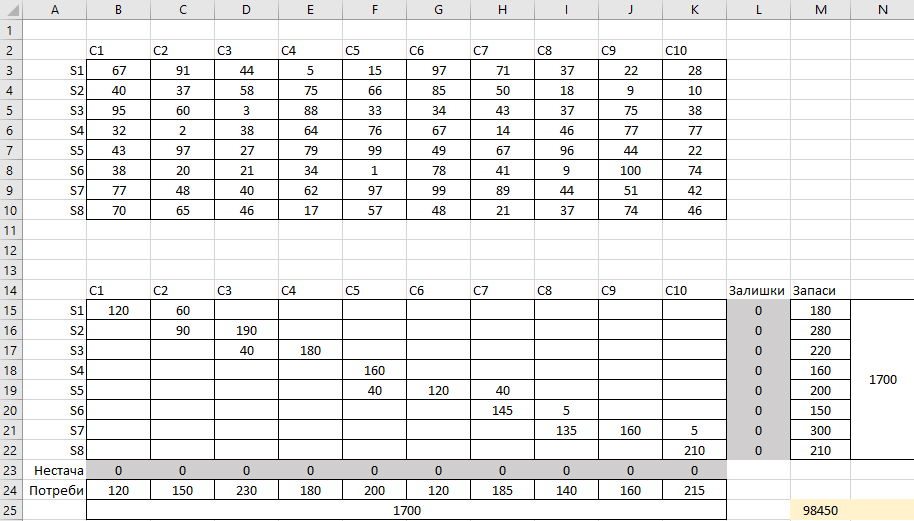 A B C D E F G H I J K L M N
1
2 C1 C2 C3 C4 C5 C6 C7 C8 C9 C10
3 S1 67 91 44 5 15 97 71 37 22 28
4 S2 40 37 58 75 66 85 50 18 9 10
5 S3 95 60 3 88 33 34 43 37 75 38
6 S4 32 2 38 64 76 67 14 46 77 77
7 S5 43 97 27 79 99 49 67 96 44 22
8 S6 38 20 21 34 1 78 41 9 100 74
9 S7 77 48 40 62 97 99 89 44 51 42
10 S8 70 65 46 17 57 48 21 37 74 46
11
12
13
14 C1 C2 C3 C4 C5 C6 C7 C8 C9 C10 Залишки Запаси
15 S1 120 60 0 180
16 S2 90 190 0 280
17 S3 40 180 0 220
18 S4 160 0 160
19 S5 40 120 40 0 200 1700
20 S6 145 5 0 150
21 S7 135 160 5 0 300
22 S8 210 0 210
23 Нестача 0 0 0 0 0 0 0 0 0 0
24 Потреби 120 150 230 180 200 120 185 140 160 215
25 1700 98450